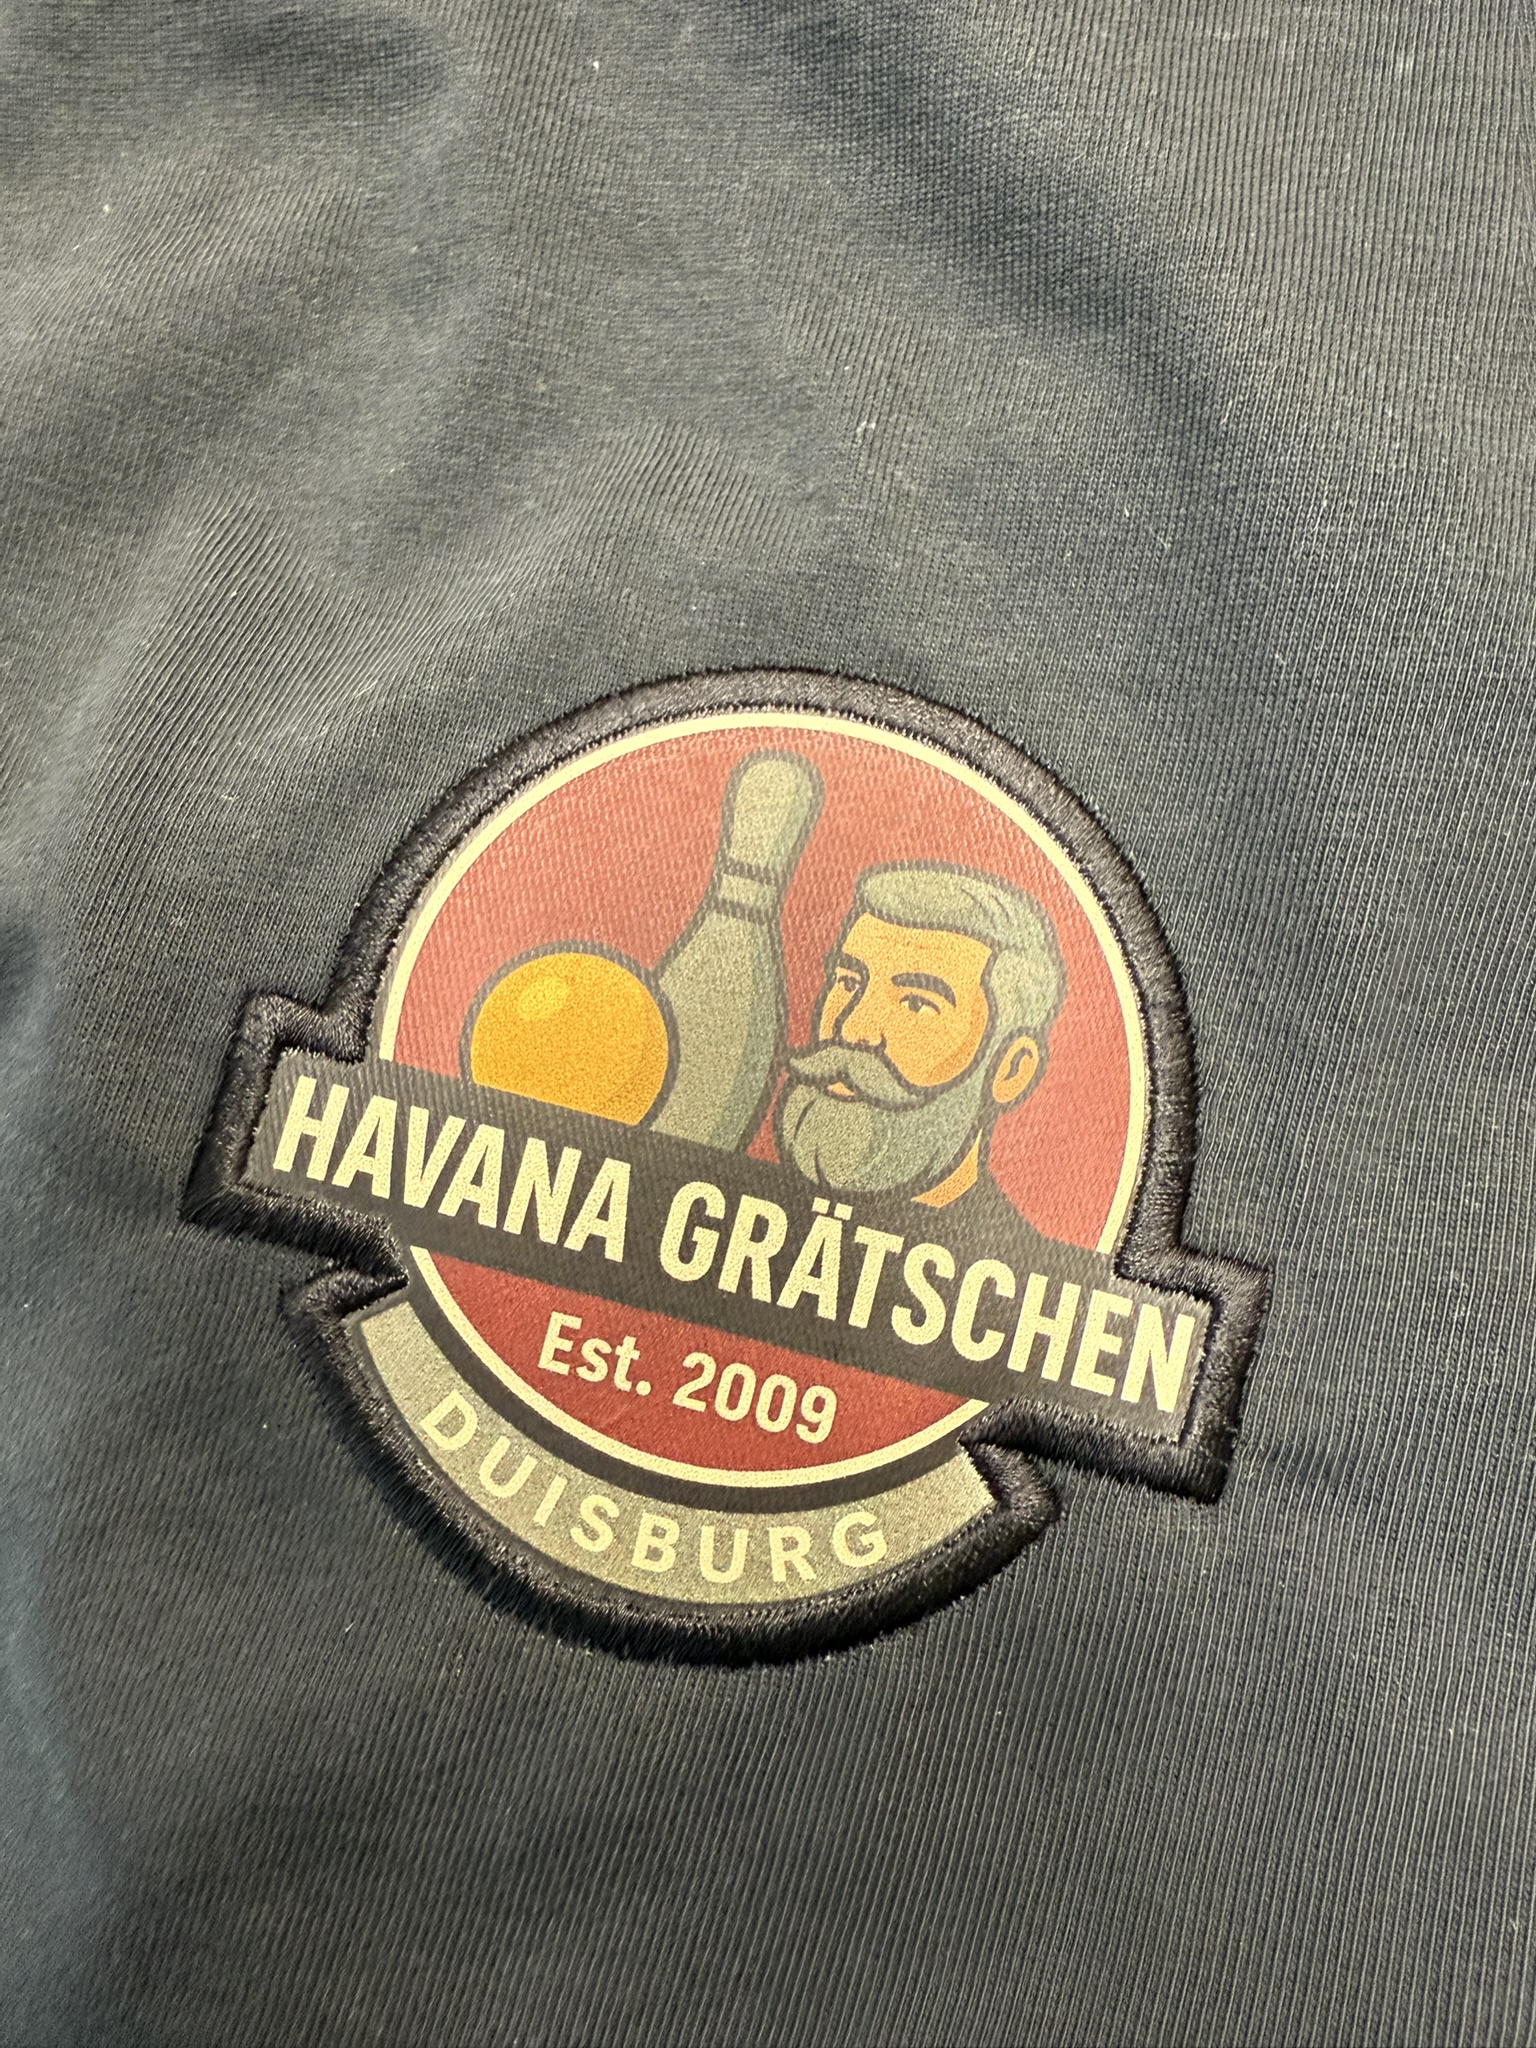 HAVANA GRÄTSCHEN
Est. 2009
DUISBURG